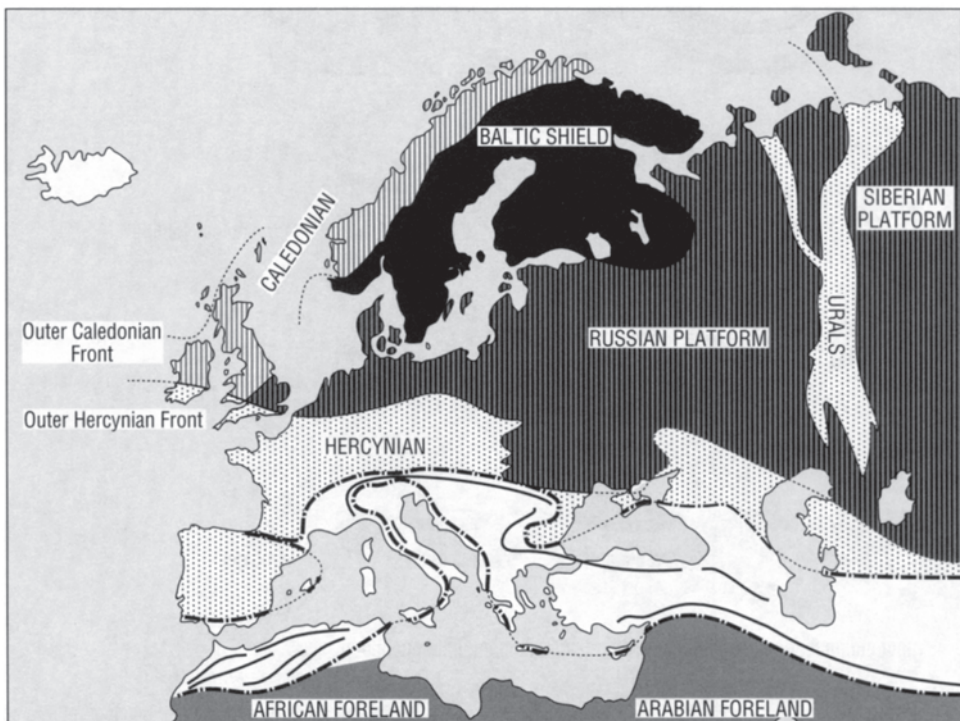 BALTIC SHIELD
CALEDONIAN
SIBERIAN
PLATFORM
Outer Caledonian
Front
RUSSIAN PLATFORM
URALS
Outer Hercynian Front
HERCYNIAN
AFRICAN FORELAND
ARABIAN FORELAND